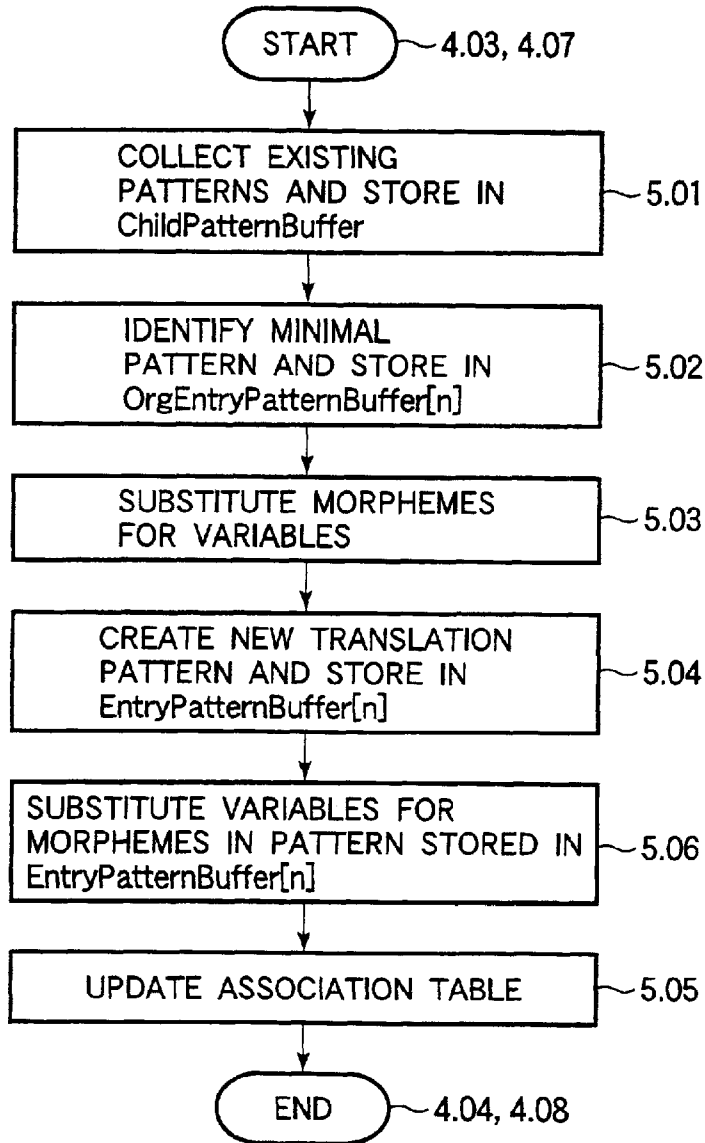 START
4.03, 4.07
COLLECT EXISTING
PATTERNS AND STORE IN
ChildPatternBuffer
5.01
IDENTIFY MINIMAL
PATTERN AND STORE IN
OrgEntryPatternBuffer[n]
5.02
SUBSTITUTE MORPHEMES
FOR VARIABLES
5.03
CREATE NEW TRANSLATION
PATTERN AND STORE IN
EntryPatternBuffer[n]
5.04
SUBSTITUTE VARIABLES FOR
MORPHEMES IN PATTERN STORED IN
EntryPatternBuffer[n]
5.06
UPDATE ASSOCIATION TABLE
5.05
END
4.04, 4.08